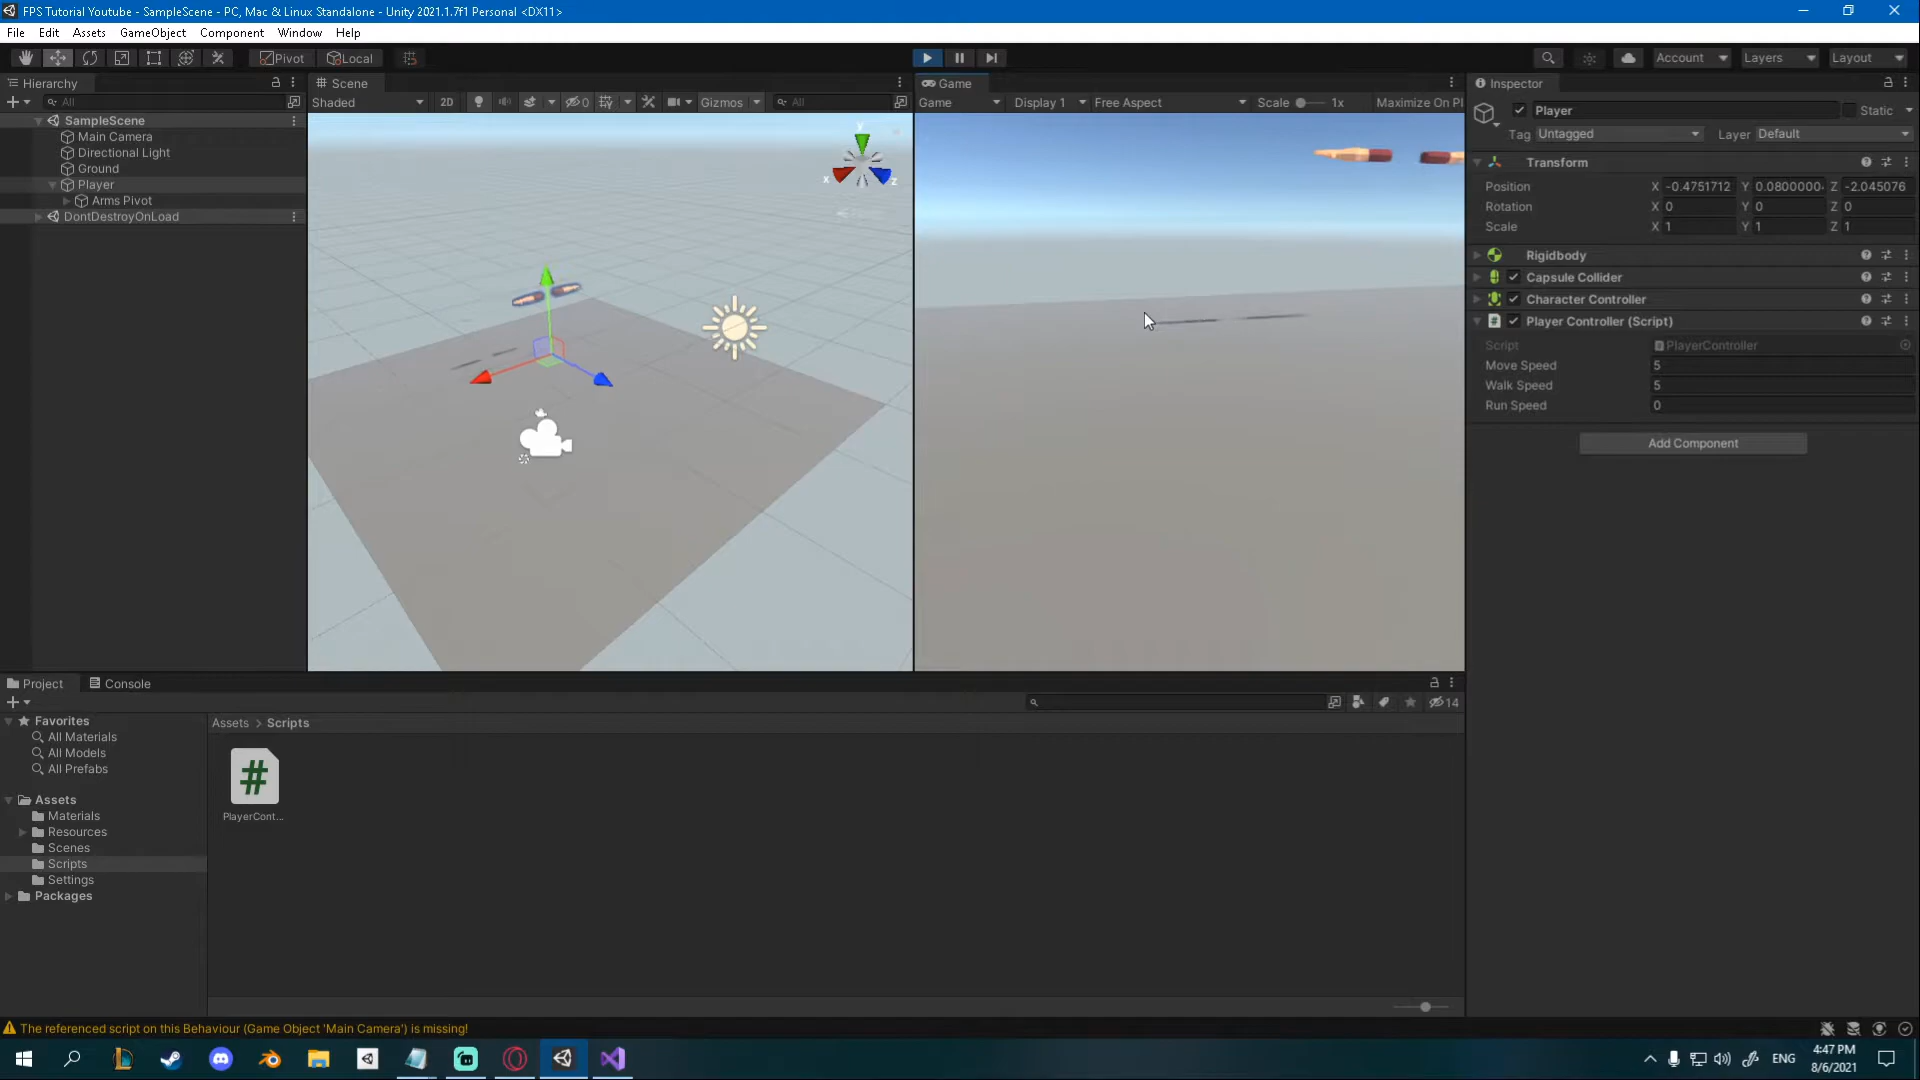 FPS Tutorial Youtube - SampleScene - PC, Mac & Linux Standalone - Unity 2021.1.7f1 Personal <DX11>
File Edit Assets GameObject Component Window Help
Pivot Local Account Layers Layout
Hierarchy
All
SampleScene
Main Camera
Directional Light
Ground
Player
Arms Pivot
DontDestroyOnLoad
Scene
Shaded 2D 0 Gizmos All
y
x z
Game
Game Display 1 Free Aspect Scale 1x Maximize On Pl
Inspector
Player Static
Tag Untagged Layer Default
Transform
Position X -0.4751712 Y 0.0800000 Z -2.045076
Rotation X 0 Y 0 Z 0
Scale X 1 Y 1 Z 1
Rigidbody
Capsule Collider
Character Controller
# Player Controller (Script)
Script PlayerController
Move Speed 5
Walk Speed 5
Run Speed 0
Add Component
Project Console
14
Favorites
All Materials
All Models
All Prefabs
Assets
Materials
Resources
Scenes
Scripts
Settings
Packages
Assets > Scripts
#
PlayerCont...
The referenced script on this Behaviour (Game Object 'Main Camera') is missing!
ENG
4:47 PM
8/6/2021